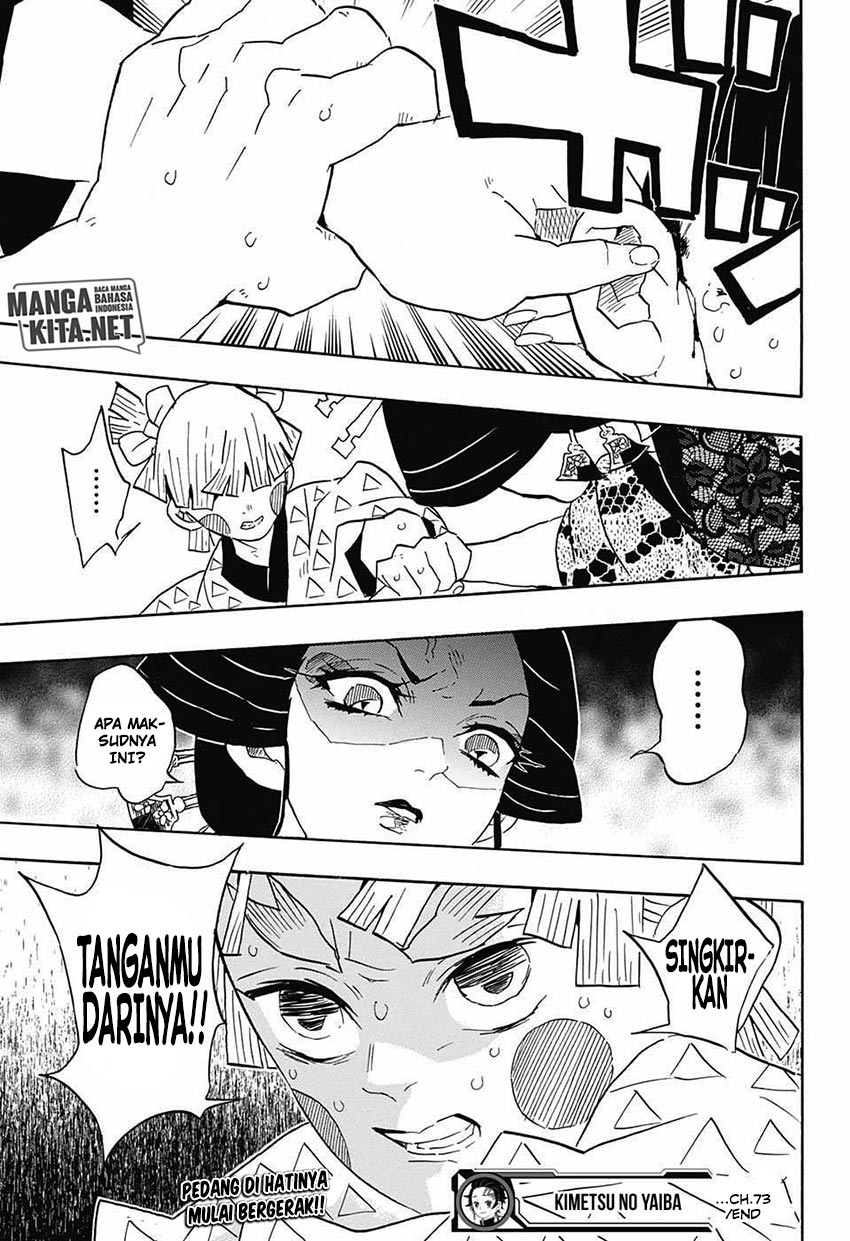 MANGA
BACA MANGA
BAHASA
INDONESIA
KITA.NET
......
......
APA MAK-
SUDNYA
INI?
SINGKIR-
KAN
TANGANMU
DARINYA!!
PEDANG DI HATINYA
MULAI BERGERAK!!
KIMETSU NO YAIBA
...CH.73
/END